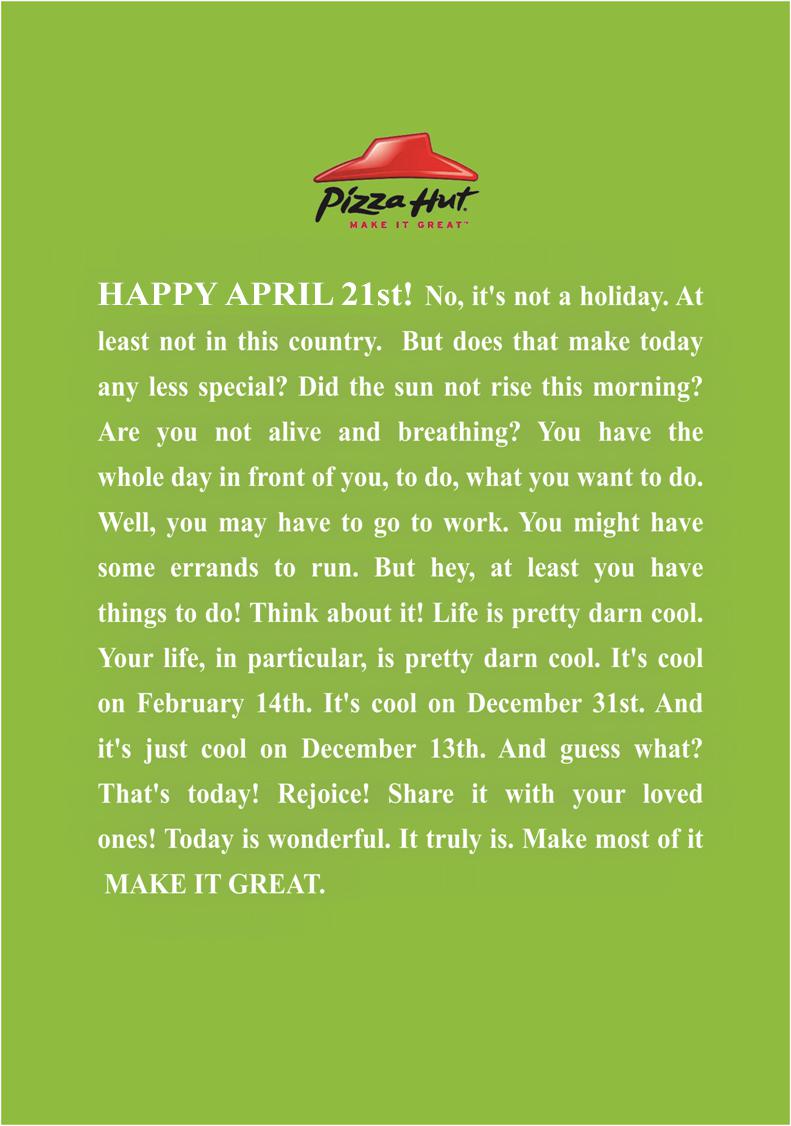 Pizza Hut.
MAKE IT GREAT™
HAPPY APRIL 21st! No, it's not a holiday. At
least not in this country. But does that make today
any less special? Did the sun not rise this morning?
Are you not alive and breathing? You have the
whole day in front of you, to do, what you want to do.
Well, you may have to go to work. You might have
some errands to run. But hey, at least you have
things to do! Think about it! Life is pretty darn cool.
Your life, in particular, is pretty darn cool. It's cool
on February 14th. It's cool on December 31st. And
it's just cool on December 13th. And guess what?
That's today! Rejoice! Share it with your loved
ones! Today is wonderful. It truly is. Make most of it
MAKE IT GREAT.